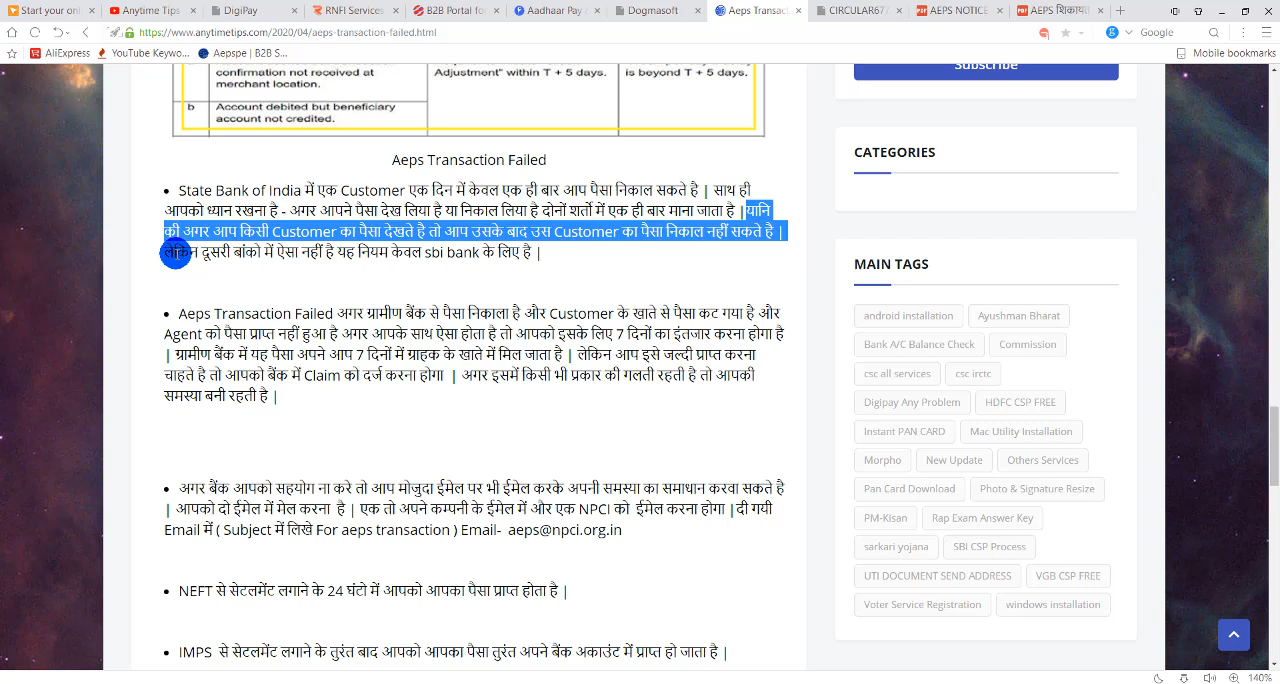 Start your onl
Anytime Tips
DigiPay
RNFI Services
B2B Portal for
Aadhaar Pay a
Dogmasoft
Aeps Transact
CIRCULAR677
AEPS NOTICE
AEPS शिकायत
https://www.anytimetips.com/2020/04/aeps-transaction-failed.html
Google
AliExpress
YouTube Keywo...
Aepspe | B2B S...
Mobile bookmarks
confirmation not received at
merchant location.
Adjustment" within T + 5 days.
is beyond T + 5 days.
b
Account debited but beneficiary
account not credited.
Aeps Transaction Failed
• State Bank of India में एक Customer एक दिन में केवल एक ही बार आप पैसा निकाल सकते है | साथ ही
आपको ध्यान रखना है - अगर आपने पैसा देख लिया है या निकाल लिया है दोनों शर्तो में एक ही बार माना जाता है |यानि
की अगर आप किसी Customer का पैसा देखते है तो आप उसके बाद उस Customer का पैसा निकाल नहीं सकते है |
लेकिन दूसरी बांको में ऐसा नहीं है यह नियम केवल sbi bank के लिए है |
• Aeps Transaction Failed अगर ग्रामीण बैंक से पैसा निकाला है और Customer के खाते से पैसा कट गया है और
Agent को पैसा प्राप्त नहीं हुआ है अगर आपके साथ ऐसा होता है तो आपको इसके लिए 7 दिनों का इंतजार करना होगा है
| ग्रामीण बैंक में यह पैसा अपने आप 7 दिनों में ग्राहक के खाते में मिल जाता है | लेकिन आप इसे जल्दी प्राप्त करना
चाहते है तो आपको बैंक में Claim को दर्ज करना होगा | अगर इसमें किसी भी प्रकार की गलती रहती है तो आपकी
समस्या बनी रहती है |
• अगर बैंक आपको सहयोग ना करे तो आप मोजुदा ईमेल पर भी ईमेल करके अपनी समस्या का समाधान करवा सकते है
| आपको दो ईमेल में मेल करना है | एक तो अपने कम्पनी के ईमेल में और एक NPCI को ईमेल करना होगा |दी गयी
Email में ( Subject में लिखे For aeps transaction ) Email- aeps@npci.org.in
• NEFT से सेटलमेंट लगाने के 24 घंटो में आपको आपका पैसा प्राप्त होता है |
• IMPS से सेटलमेंट लगाने के तुरंत बाद आपको आपका पैसा तुरंत अपने बैंक अकाउंट में प्राप्त हो जाता है |
Subscribe
CATEGORIES
MAIN TAGS
android installation
Ayushman Bharat
Bank A/C Balance Check
Commission
csc all services
csc irctc
Digipay Any Problem
HDFC CSP FREE
Instant PAN CARD
Mac Utility Installation
Morpho
New Update
Others Services
Pan Card Download
Photo & Signature Resize
PM-Kisan
Rap Exam Answer Key
sarkari yojana
SBI CSP Process
UTI DOCUMENT SEND ADDRESS
VGB CSP FREE
Voter Service Registration
windows installation
140%